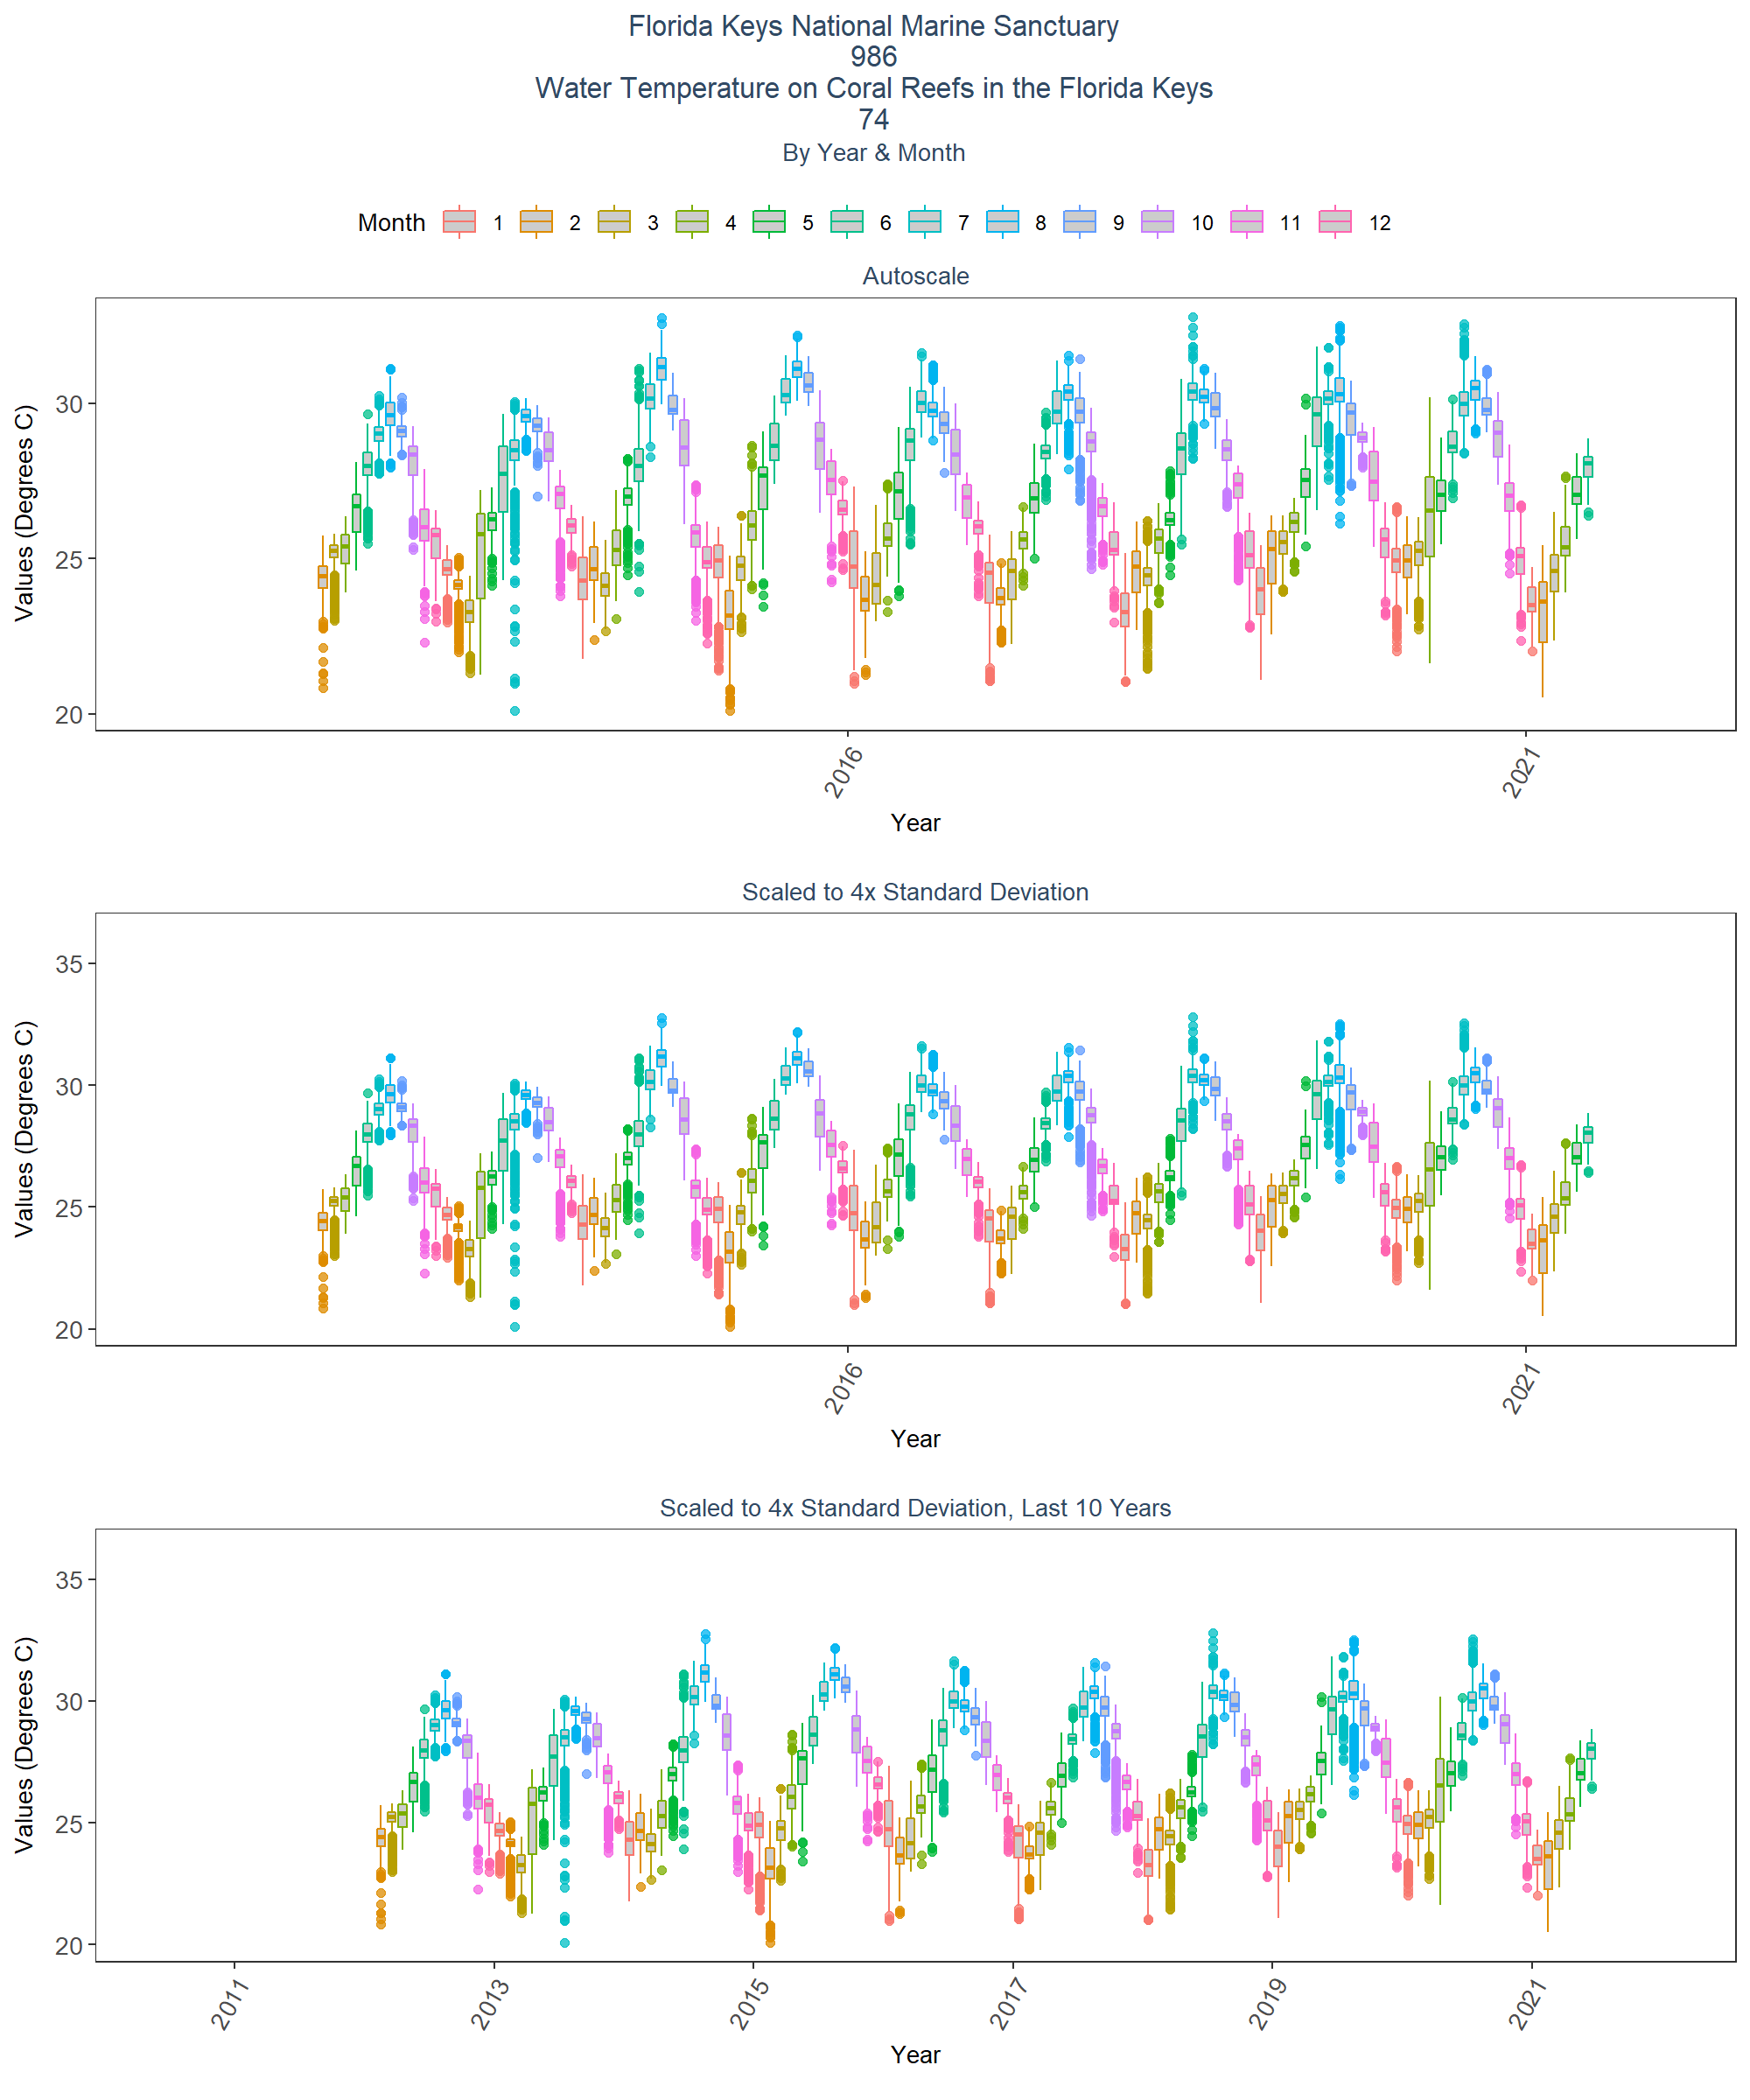 Florida Keys National Marine Sanctuary
986
Water Temperature on Coral Reefs in the Florida Keys
74
By Year & Month
Month 1 2 3 4 5 6 7 8 9 10 11 12
Autoscale
Values (Degrees C)
30
25
20
2016 2021
Year
Scaled to 4x Standard Deviation
Values (Degrees C)
35
30
25
20
2016 2021
Year
Scaled to 4x Standard Deviation, Last 10 Years
Values (Degrees C)
35
30
25
20
2011 2013 2015 2017 2019 2021
Year